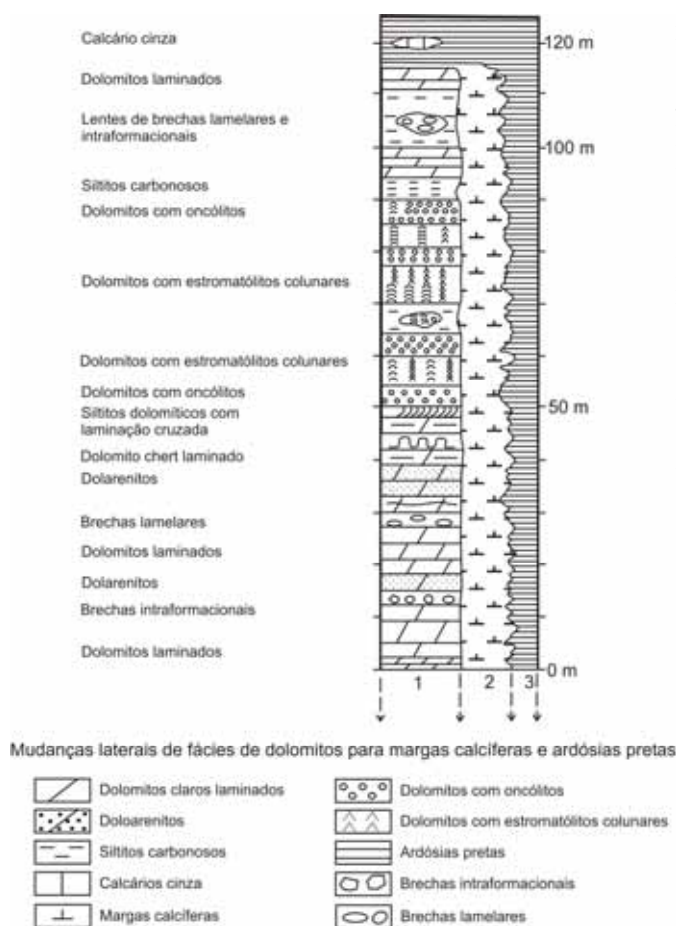 Calcário cinza
120 m
Dolomitos laminados
Lentes de brechas lamelares e
intraformacionais
100 m
Siltitos carbonosos
Dolomitos com oncólitos
Dolomitos com estromatólitos colunares
Dolomitos com estromatólitos colunares
Dolomitos com oncólitos
50 m
Siltitos dolomíticos com
laminação cruzada
Dolomito chert laminado
Dolarenitos
Brechas lamelares
Dolomitos laminados
Dolarenitos
Brechas intraformacionais
Dolomitos laminados
0 m
1 2 3
Mudanças laterais de fácies de dolomitos para margas calcíferas e ardósias pretas
Dolomitos claros laminados
Doloarenitos
Siltitos carbonosos
Calcários cinza
Margas calcíferas
Dolomitos com oncólitos
Dolomitos com estromatólitos colunares
Ardósias pretas
Brechas intraformacionais
Brechas lamelares